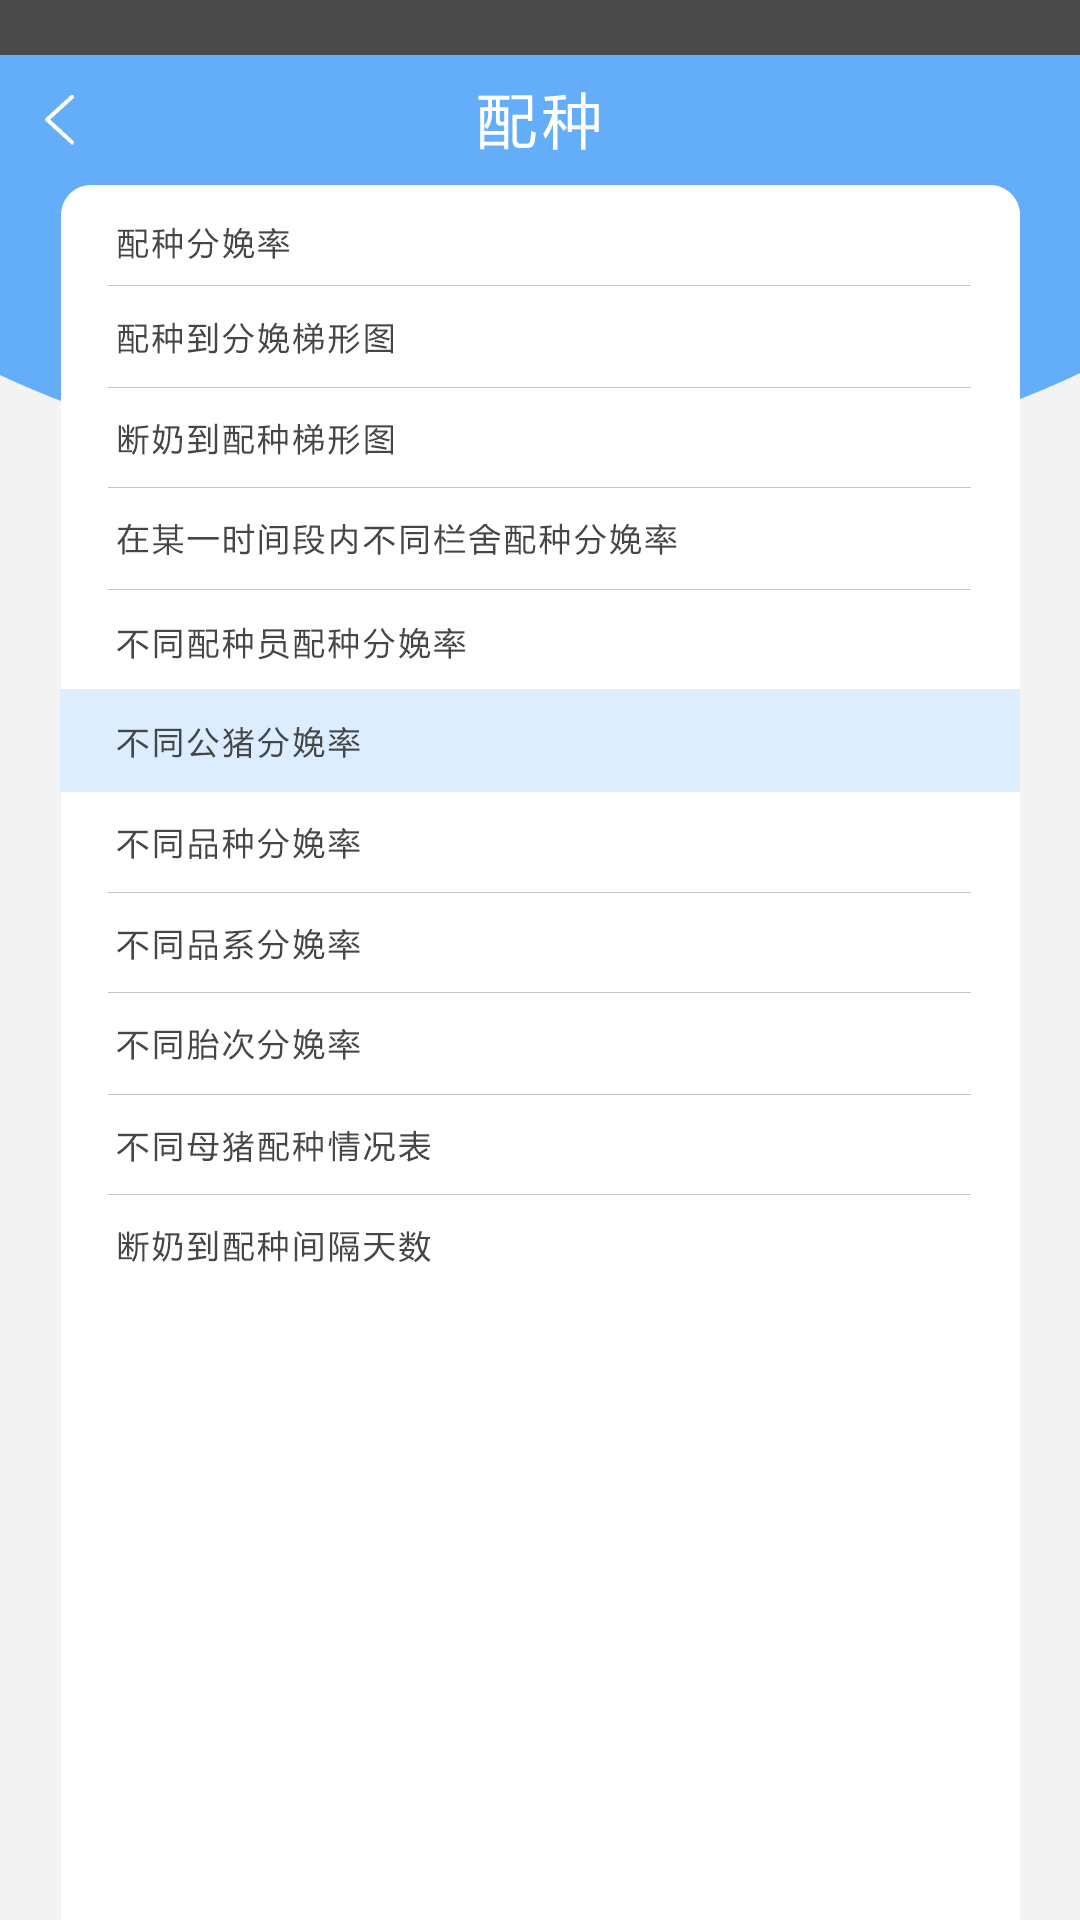 配种
配种分娩率
配种到分娩梯形图
断奶到配种梯形图
在某一时间段内不同栏舍配种分娩率
不同配种员配种分娩率
不同公猪分娩率
不同品种分娩率
不同品系分娩率
不同胎次分娩率
不同母猪配种情况表
断奶到配种间隔天数